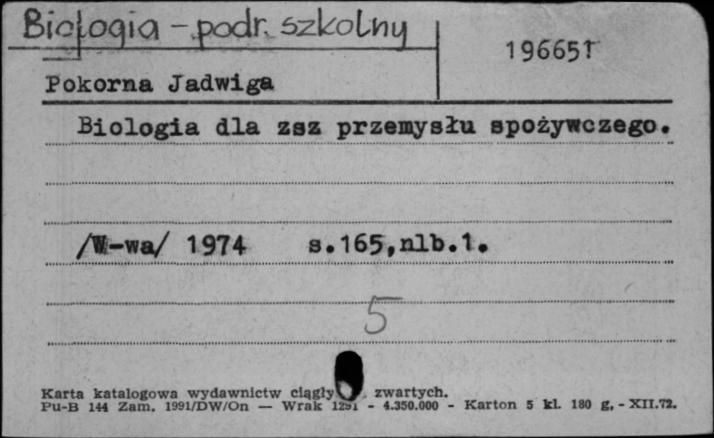 Biologia - podr. szkolny
196651
Pokorna Jadwiga
Biologia dla zsz przemysłu spożywczego.
/W-wa/ 1974 s.165,nlb.1.
5
Karta katalogowa wydawnictw ciągły zwartych.
Pu-B 144 Zam. 1991/DW/On — Wrak 1291 - 4.350.000 - Karton 5 kl. 180 g. - XII.72.